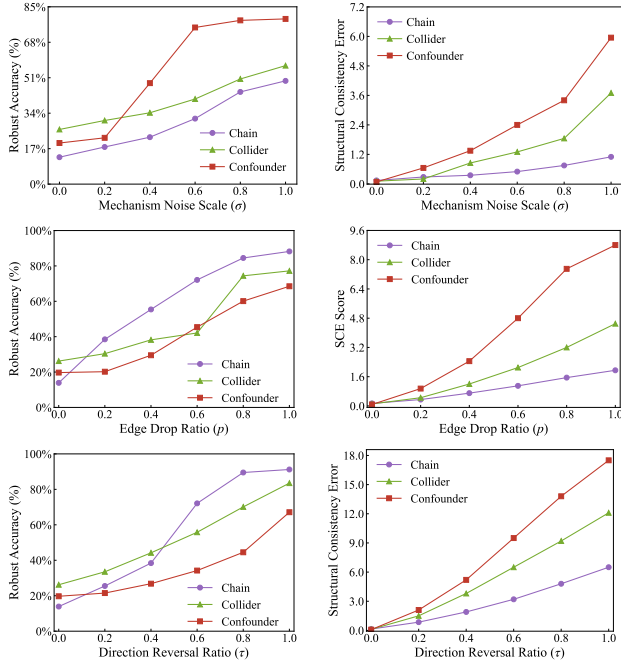 Robust Accuracy (%)
85%
68%
51%
34%
17%
0%
0.0 0.2 0.4 0.6 0.8 1.0
Mechanism Noise Scale (σ)
Chain
Collider
Confounder
Structural Consistency Error
7.2
6.0
4.8
3.6
2.4
1.2
0.0
0.0 0.2 0.4 0.6 0.8 1.0
Mechanism Noise Scale (σ)
Chain
Collider
Confounder
Robust Accuracy (%)
100%
80%
60%
40%
20%
0%
0.0 0.2 0.4 0.6 0.8 1.0
Edge Drop Ratio (p)
Chain
Collider
Confounder
SCE Score
9.6
8.0
6.4
4.8
3.2
1.6
0.0
0.0 0.2 0.4 0.6 0.8 1.0
Edge Drop Ratio (p)
Chain
Collider
Confounder
Robust Accuracy (%)
100%
80%
60%
40%
20%
0%
0.0 0.2 0.4 0.6 0.8 1.0
Direction Reversal Ratio (τ)
Chain
Collider
Confounder
Structural Consistency Error
18.0
15.0
12.0
9.0
6.0
3.0
0.0
0.0 0.2 0.4 0.6 0.8 1.0
Direction Reversal Ratio (τ)
Chain
Collider
Confounder